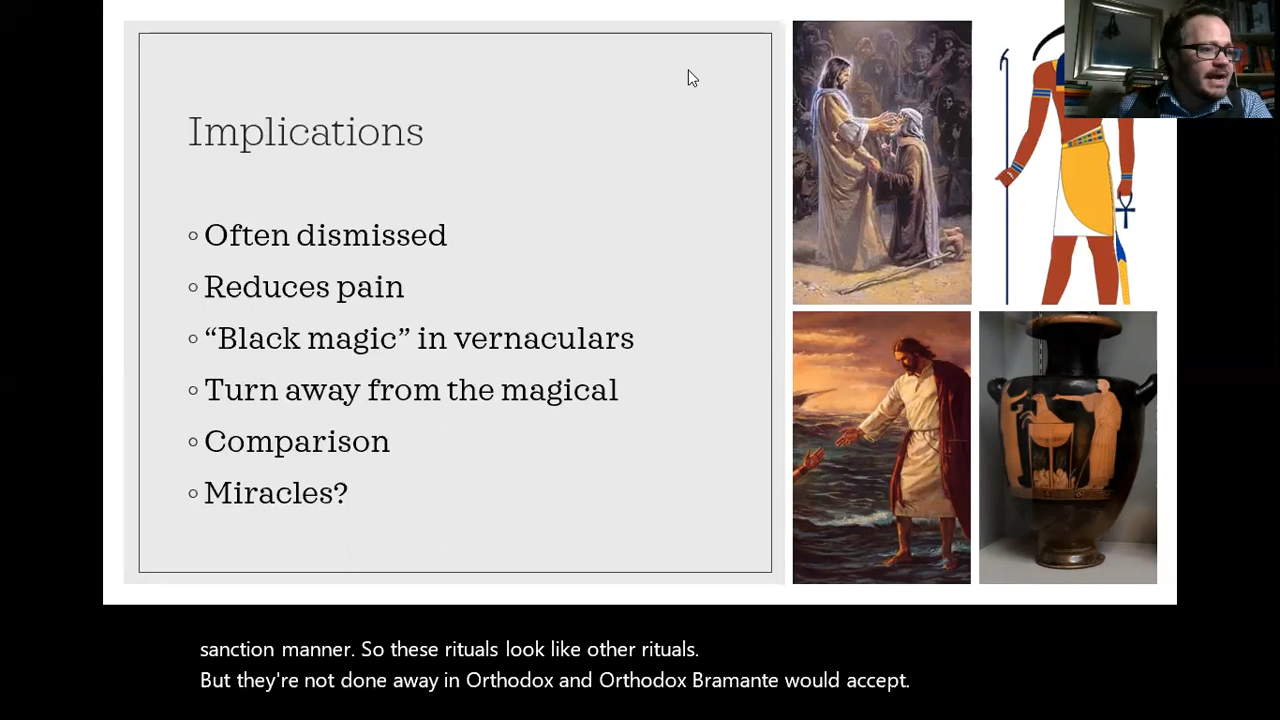 Implications
Often dismissed
Reduces pain
“Black magic” in vernaculars
Turn away from the magical
Comparison
Miracles?
sanction manner. So these rituals look like other rituals.
But they're not done away in Orthodox and Orthodox Bramante would accept.